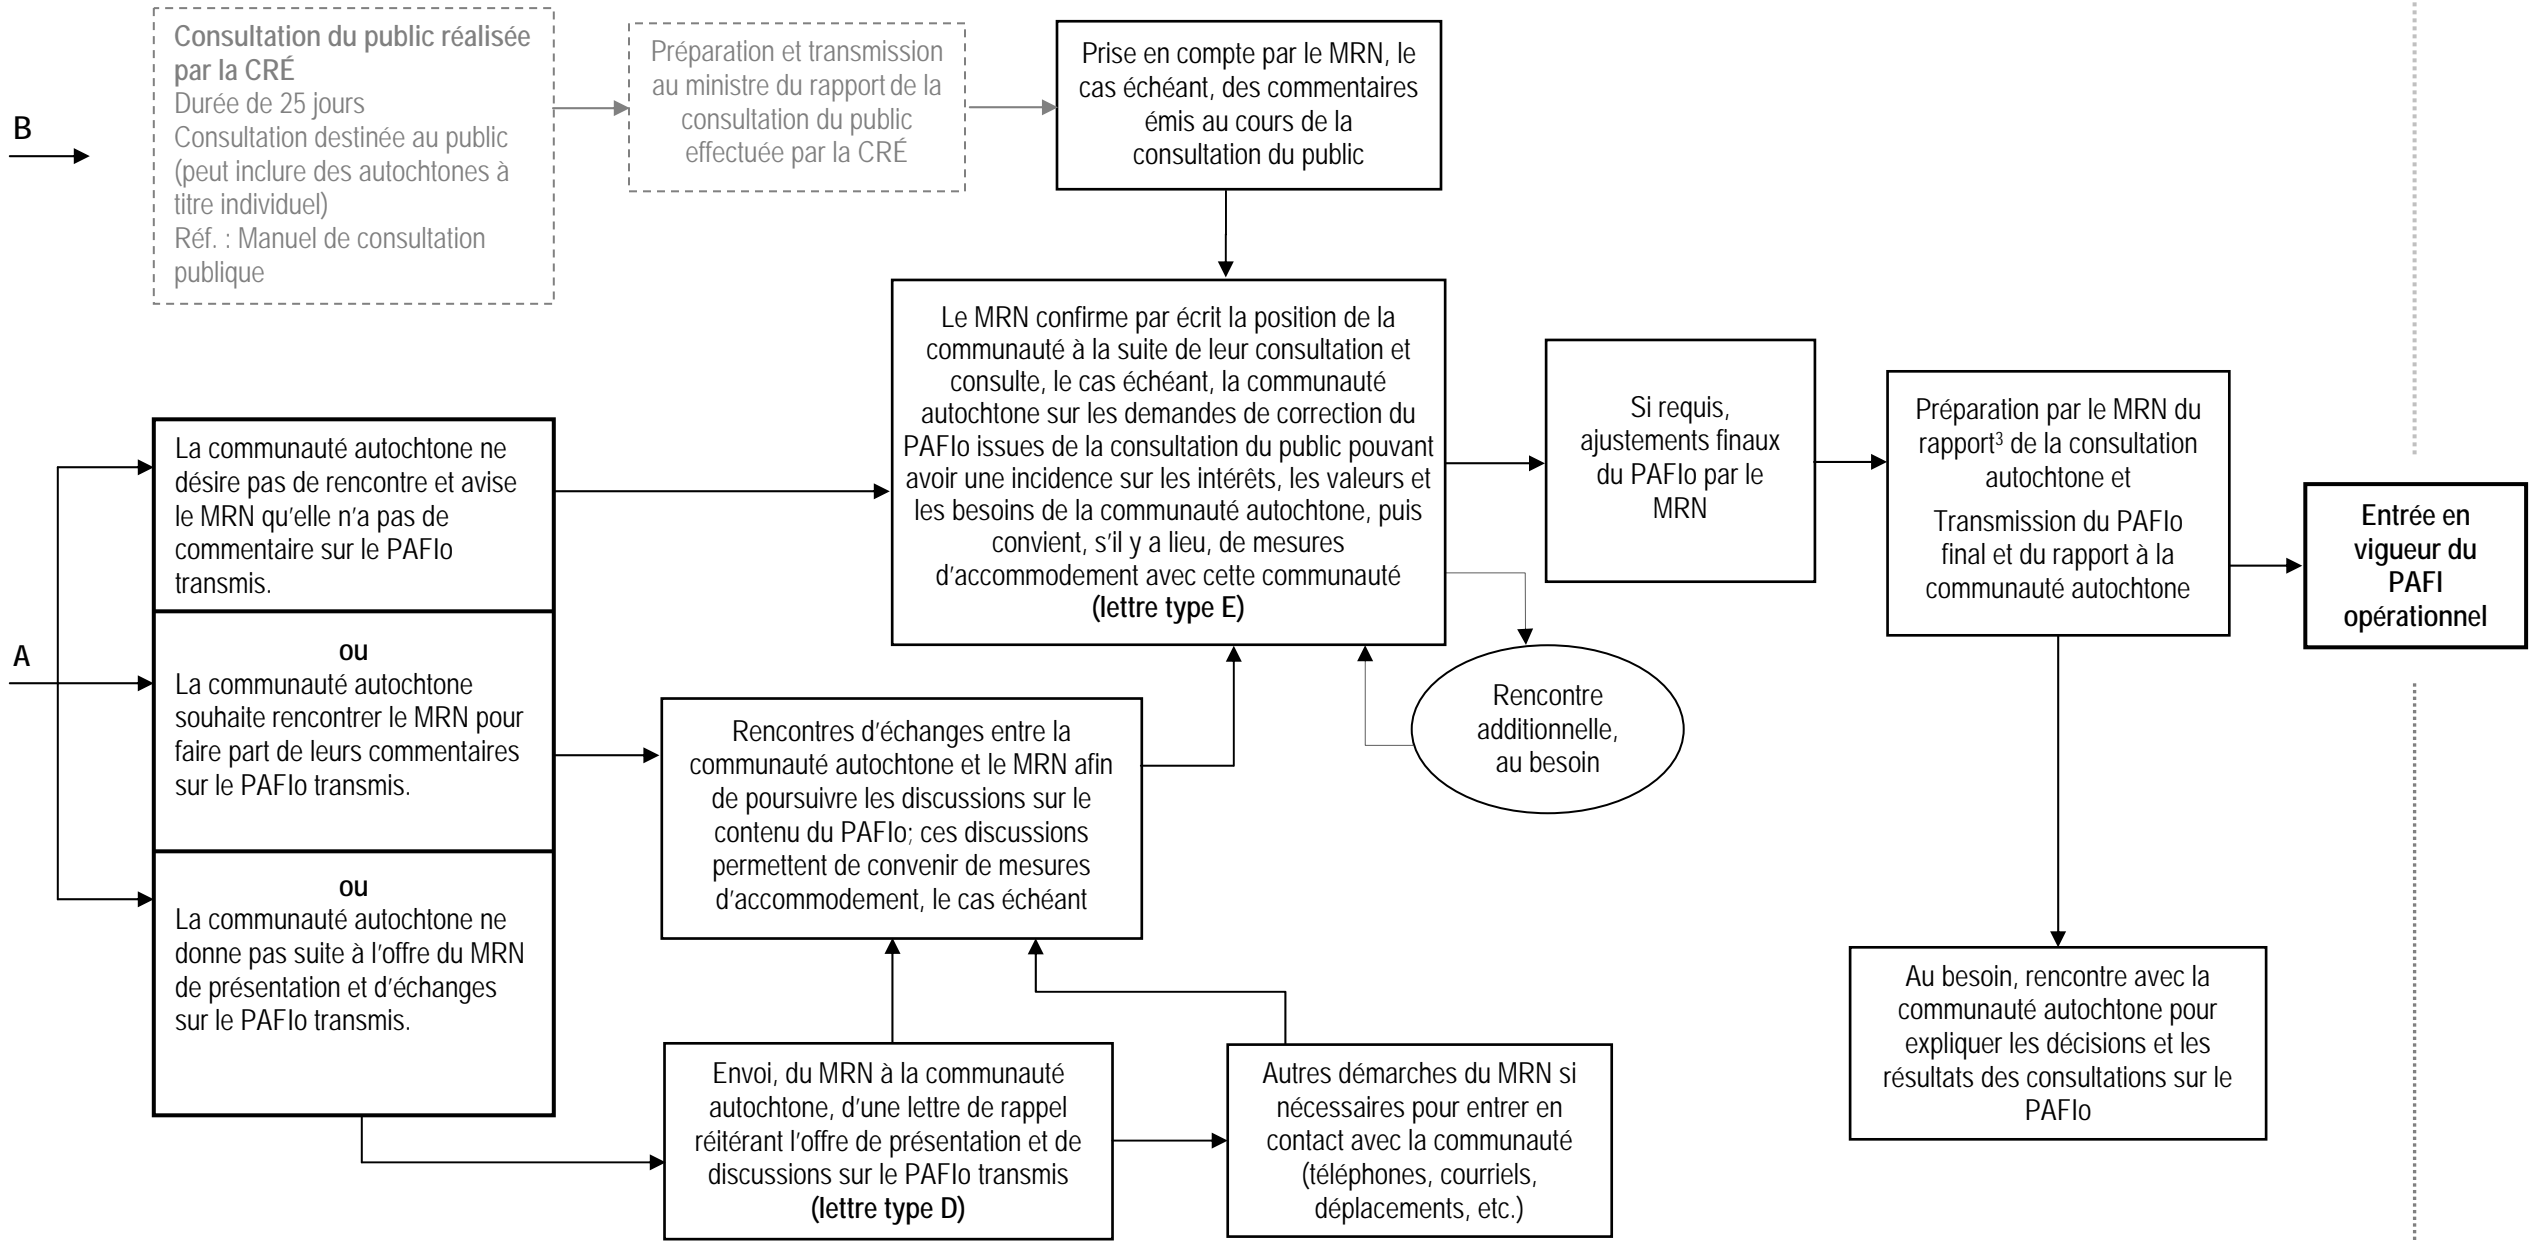 B
Consultation du public réalisée
par la CRÉ
Durée de 25 jours
Consultation destinée au public
(peut inclure des autochtones à
titre individuel)
Réf. : Manuel de consultation
publique
Préparation et transmission
au ministre du rapport de la
consultation du public
effectuée par la CRÉ
Prise en compte par le MRN, le
cas échéant, des commentaires
émis au cours de la
consultation du public
A
La communauté autochtone ne
désire pas de rencontre et avise
le MRN qu’elle n’a pas de
commentaire sur le PAFIo
transmis.
ou
La communauté autochtone
souhaite rencontrer le MRN pour
faire part de leurs commentaires
sur le PAFIo transmis.
ou
La communauté autochtone ne
donne pas suite à l’offre du MRN
de présentation et d’échanges
sur le PAFIo transmis.
Le MRN confirme par écrit la position de la
communauté à la suite de leur consultation et
consulte, le cas échéant, la communauté
autochtone sur les demandes de correction du
PAFIo issues de la consultation du public pouvant
avoir une incidence sur les intérêts, les valeurs et
les besoins de la communauté autochtone, puis
convient, s’il y a lieu, de mesures
d’accommodement avec cette communauté
(lettre type E)
Rencontres d’échanges entre la
communauté autochtone et le MRN afin
de poursuivre les discussions sur le
contenu du PAFIo; ces discussions
permettent de convenir de mesures
d’accommodement, le cas échéant
Envoi, du MRN à la communauté
autochtone, d’une lettre de rappel
réitérant l’offre de présentation et de
discussions sur le PAFIo transmis
(lettre type D)
Autres démarches du MRN si
nécessaires pour entrer en
contact avec la communauté
(téléphones, courriels,
déplacements, etc.)
Rencontre
additionnelle,
au besoin
Si requis,
ajustements finaux
du PAFIo par le
MRN
Préparation par le MRN du
rapport³ de la consultation
autochtone et
Transmission du PAFIo
final et du rapport à la
communauté autochtone
Au besoin, rencontre avec la
communauté autochtone pour
expliquer les décisions et les
résultats des consultations sur le
PAFIo
Entrée en
vigueur du
PAFI
opérationnel